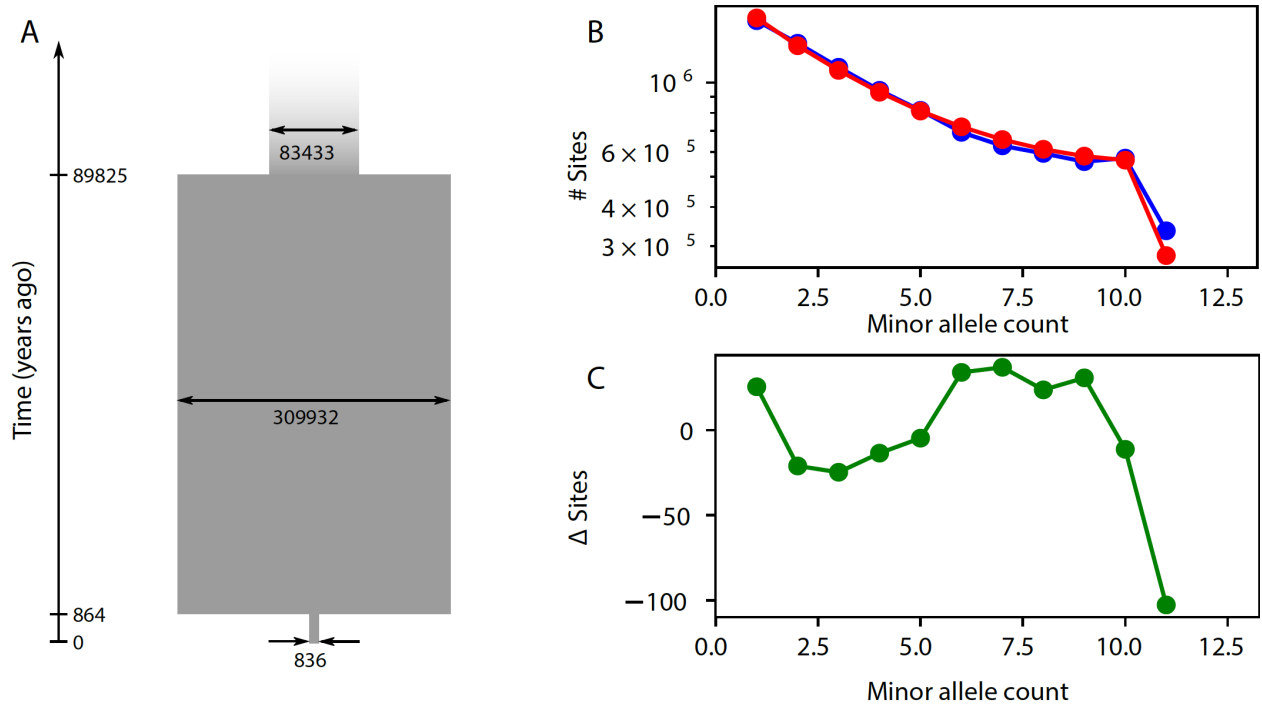 A
83433
89825
Time (years ago)
309932
864
0
836
B
10 6
6 × 10 5
4 × 10 5
3 × 10 5
# Sites
0.0 2.5 5.0 7.5 10.0 12.5
Minor allele count
C
0
−50
−100
Δ Sites
0.0 2.5 5.0 7.5 10.0 12.5
Minor allele count